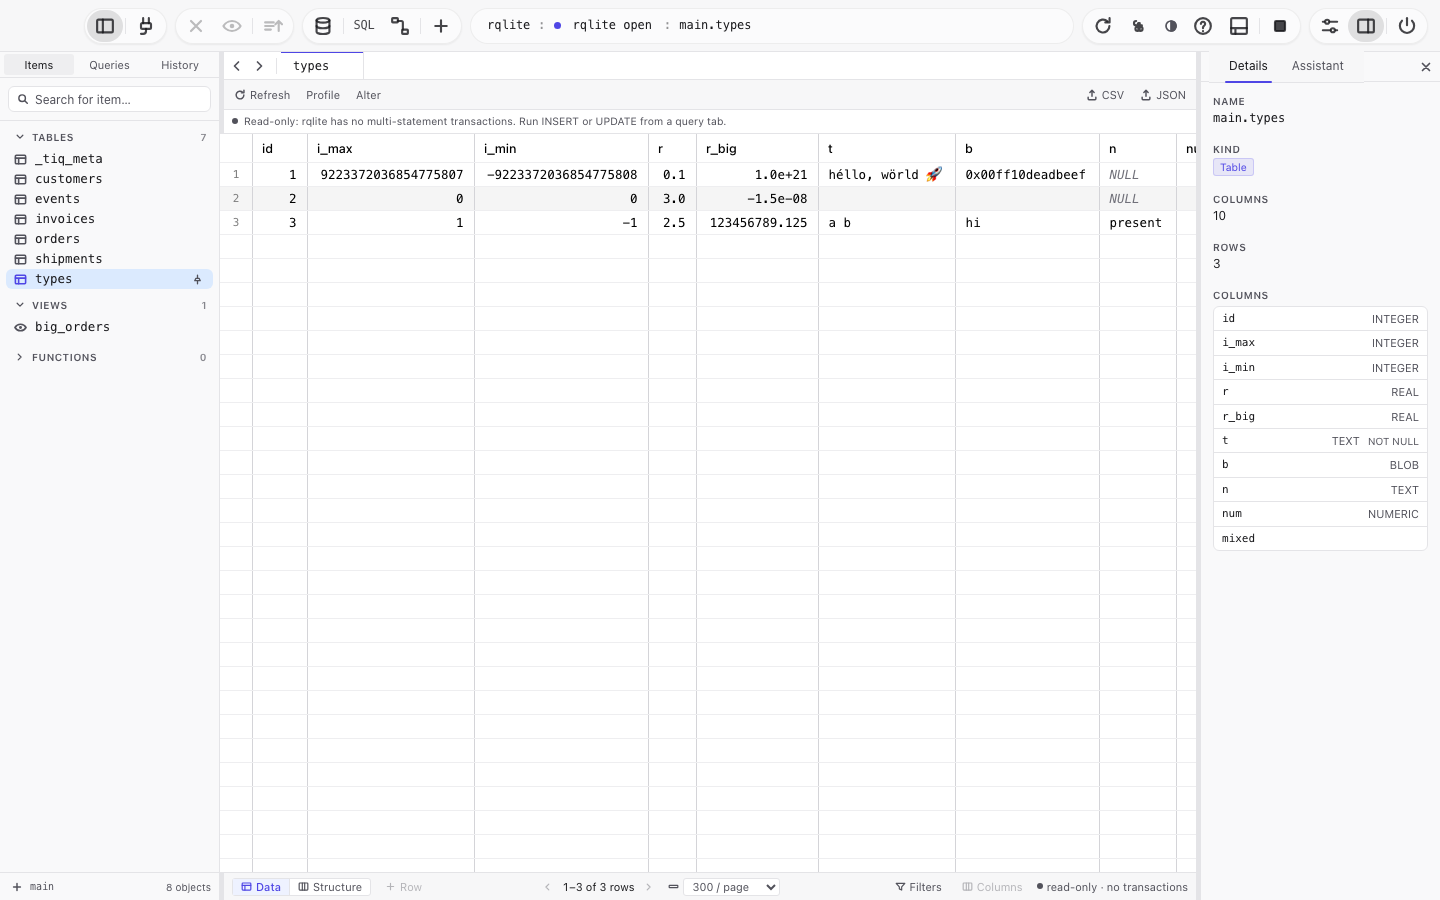 SQL
rqlite : rqlite open : main.types
Items Queries History
Search for item...
TABLES 7
_tiq_meta
customers
events
invoices
orders
shipments
types
VIEWS 1
big_orders
FUNCTIONS 0
main 8 objects
types
Refresh Profile Alter CSV JSON
Read-only: rqlite has no multi-statement transactions. Run INSERT or UPDATE from a query tab.
id i_max i_min r r_big t b n
1 1 9223372036854775807 −9223372036854775808 0.1 1.0e+21 héllo, wörld 🚀 0x00ff10deadbeef NULL
2 2 0 0 3.0 −1.5e−08 NULL
3 3 1 −1 2.5 123456789.125 a b hi present
Data Structure + Row 1–3 of 3 rows 300 / page Filters Columns read-only · no transactions
Details Assistant
NAME
main.types
KIND
Table
COLUMNS
10
ROWS
3
COLUMNS
id INTEGER
i_max INTEGER
i_min INTEGER
r REAL
r_big REAL
t TEXT NOT NULL
b BLOB
n TEXT
num NUMERIC
mixed